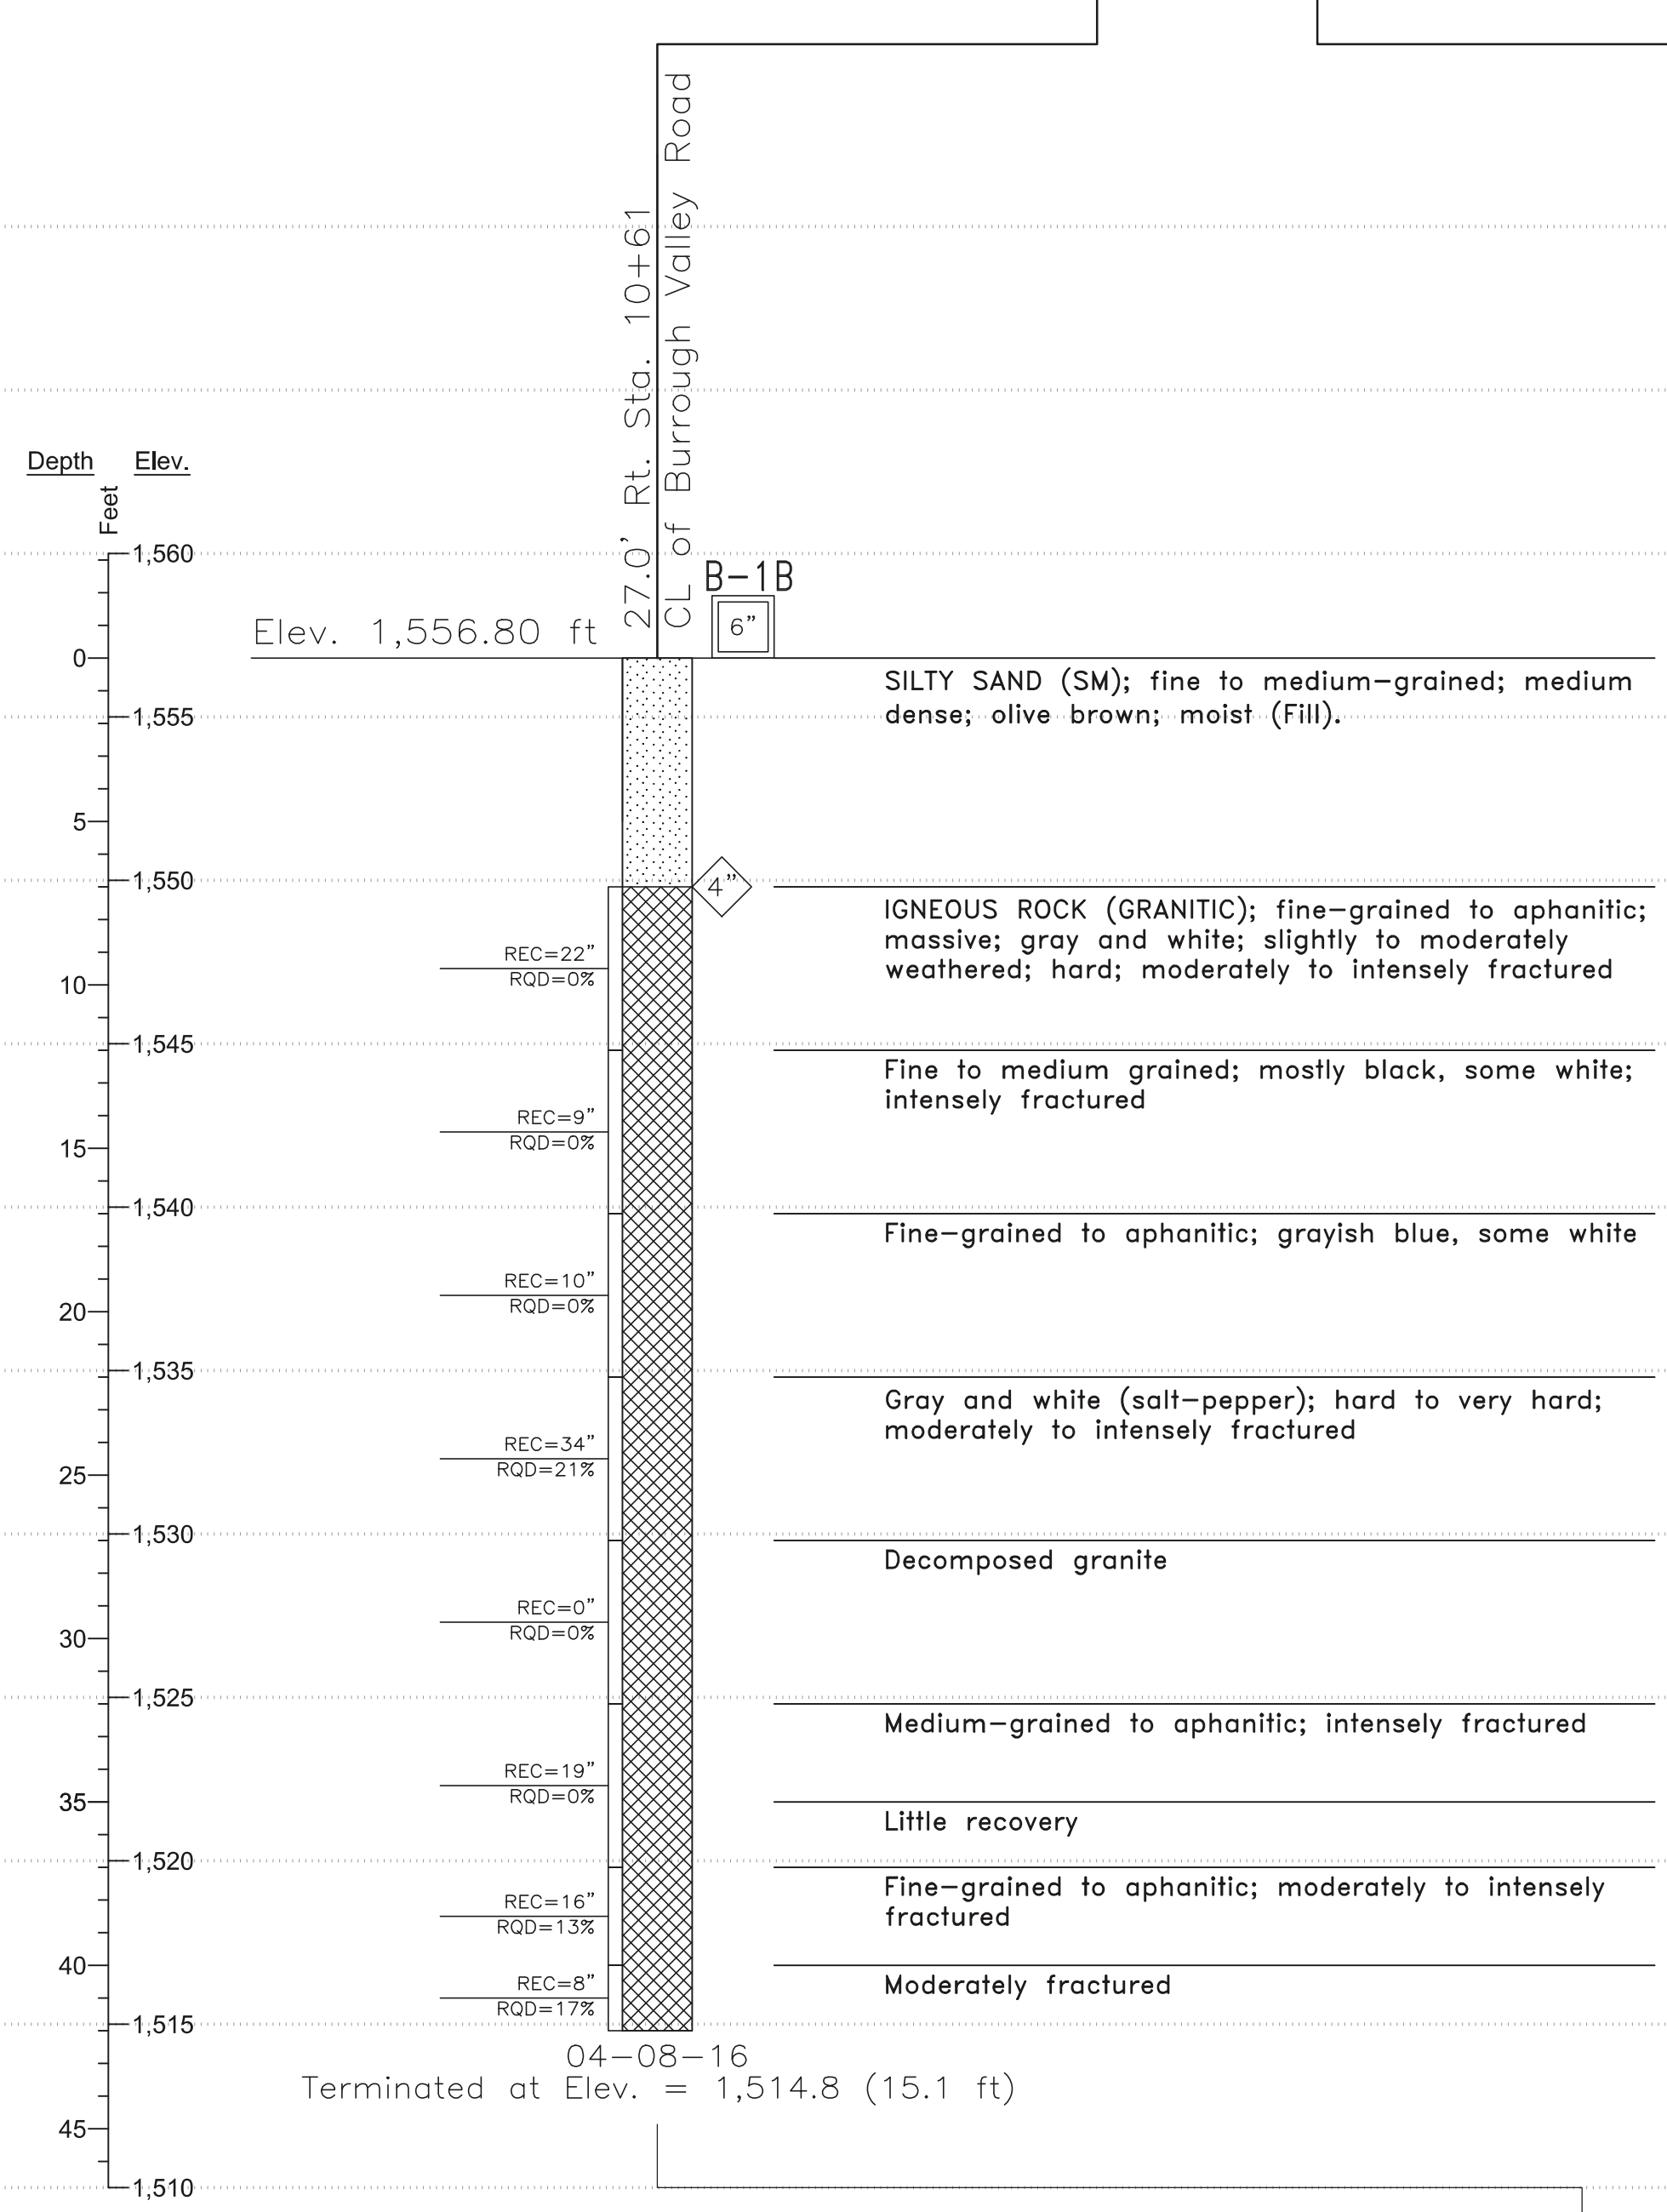 27.0' Rt. Sta. 10+61
CL of Burrough Valley Road
Depth Elev.
Feet
1,560
B-1B
6"
Elev. 1,556.80 ft
0
SILTY SAND (SM); fine to medium-grained; medium
dense; olive brown; moist (Fill).
1,555
5
1,550
4"
IGNEOUS ROCK (GRANITIC); fine-grained to aphanitic;
massive; gray and white; slightly to moderately
weathered; hard; moderately to intensely fractured
REC=22"
RQD=0%
10
1,545
Fine to medium grained; mostly black, some white;
intensely fractured
REC=9"
RQD=0%
15
1,540
Fine-grained to aphanitic; grayish blue, some white
REC=10"
RQD=0%
20
1,535
Gray and white (salt-pepper); hard to very hard;
moderately to intensely fractured
REC=34"
RQD=21%
25
1,530
Decomposed granite
REC=0"
RQD=0%
30
1,525
Medium-grained to aphanitic; intensely fractured
REC=19"
RQD=0%
35
Little recovery
1,520
Fine-grained to aphanitic; moderately to intensely
fractured
REC=16"
RQD=13%
40
Moderately fractured
REC=8"
RQD=17%
1,515
04-08-16
Terminated at Elev. = 1,514.8 (15.1 ft)
45
1,510